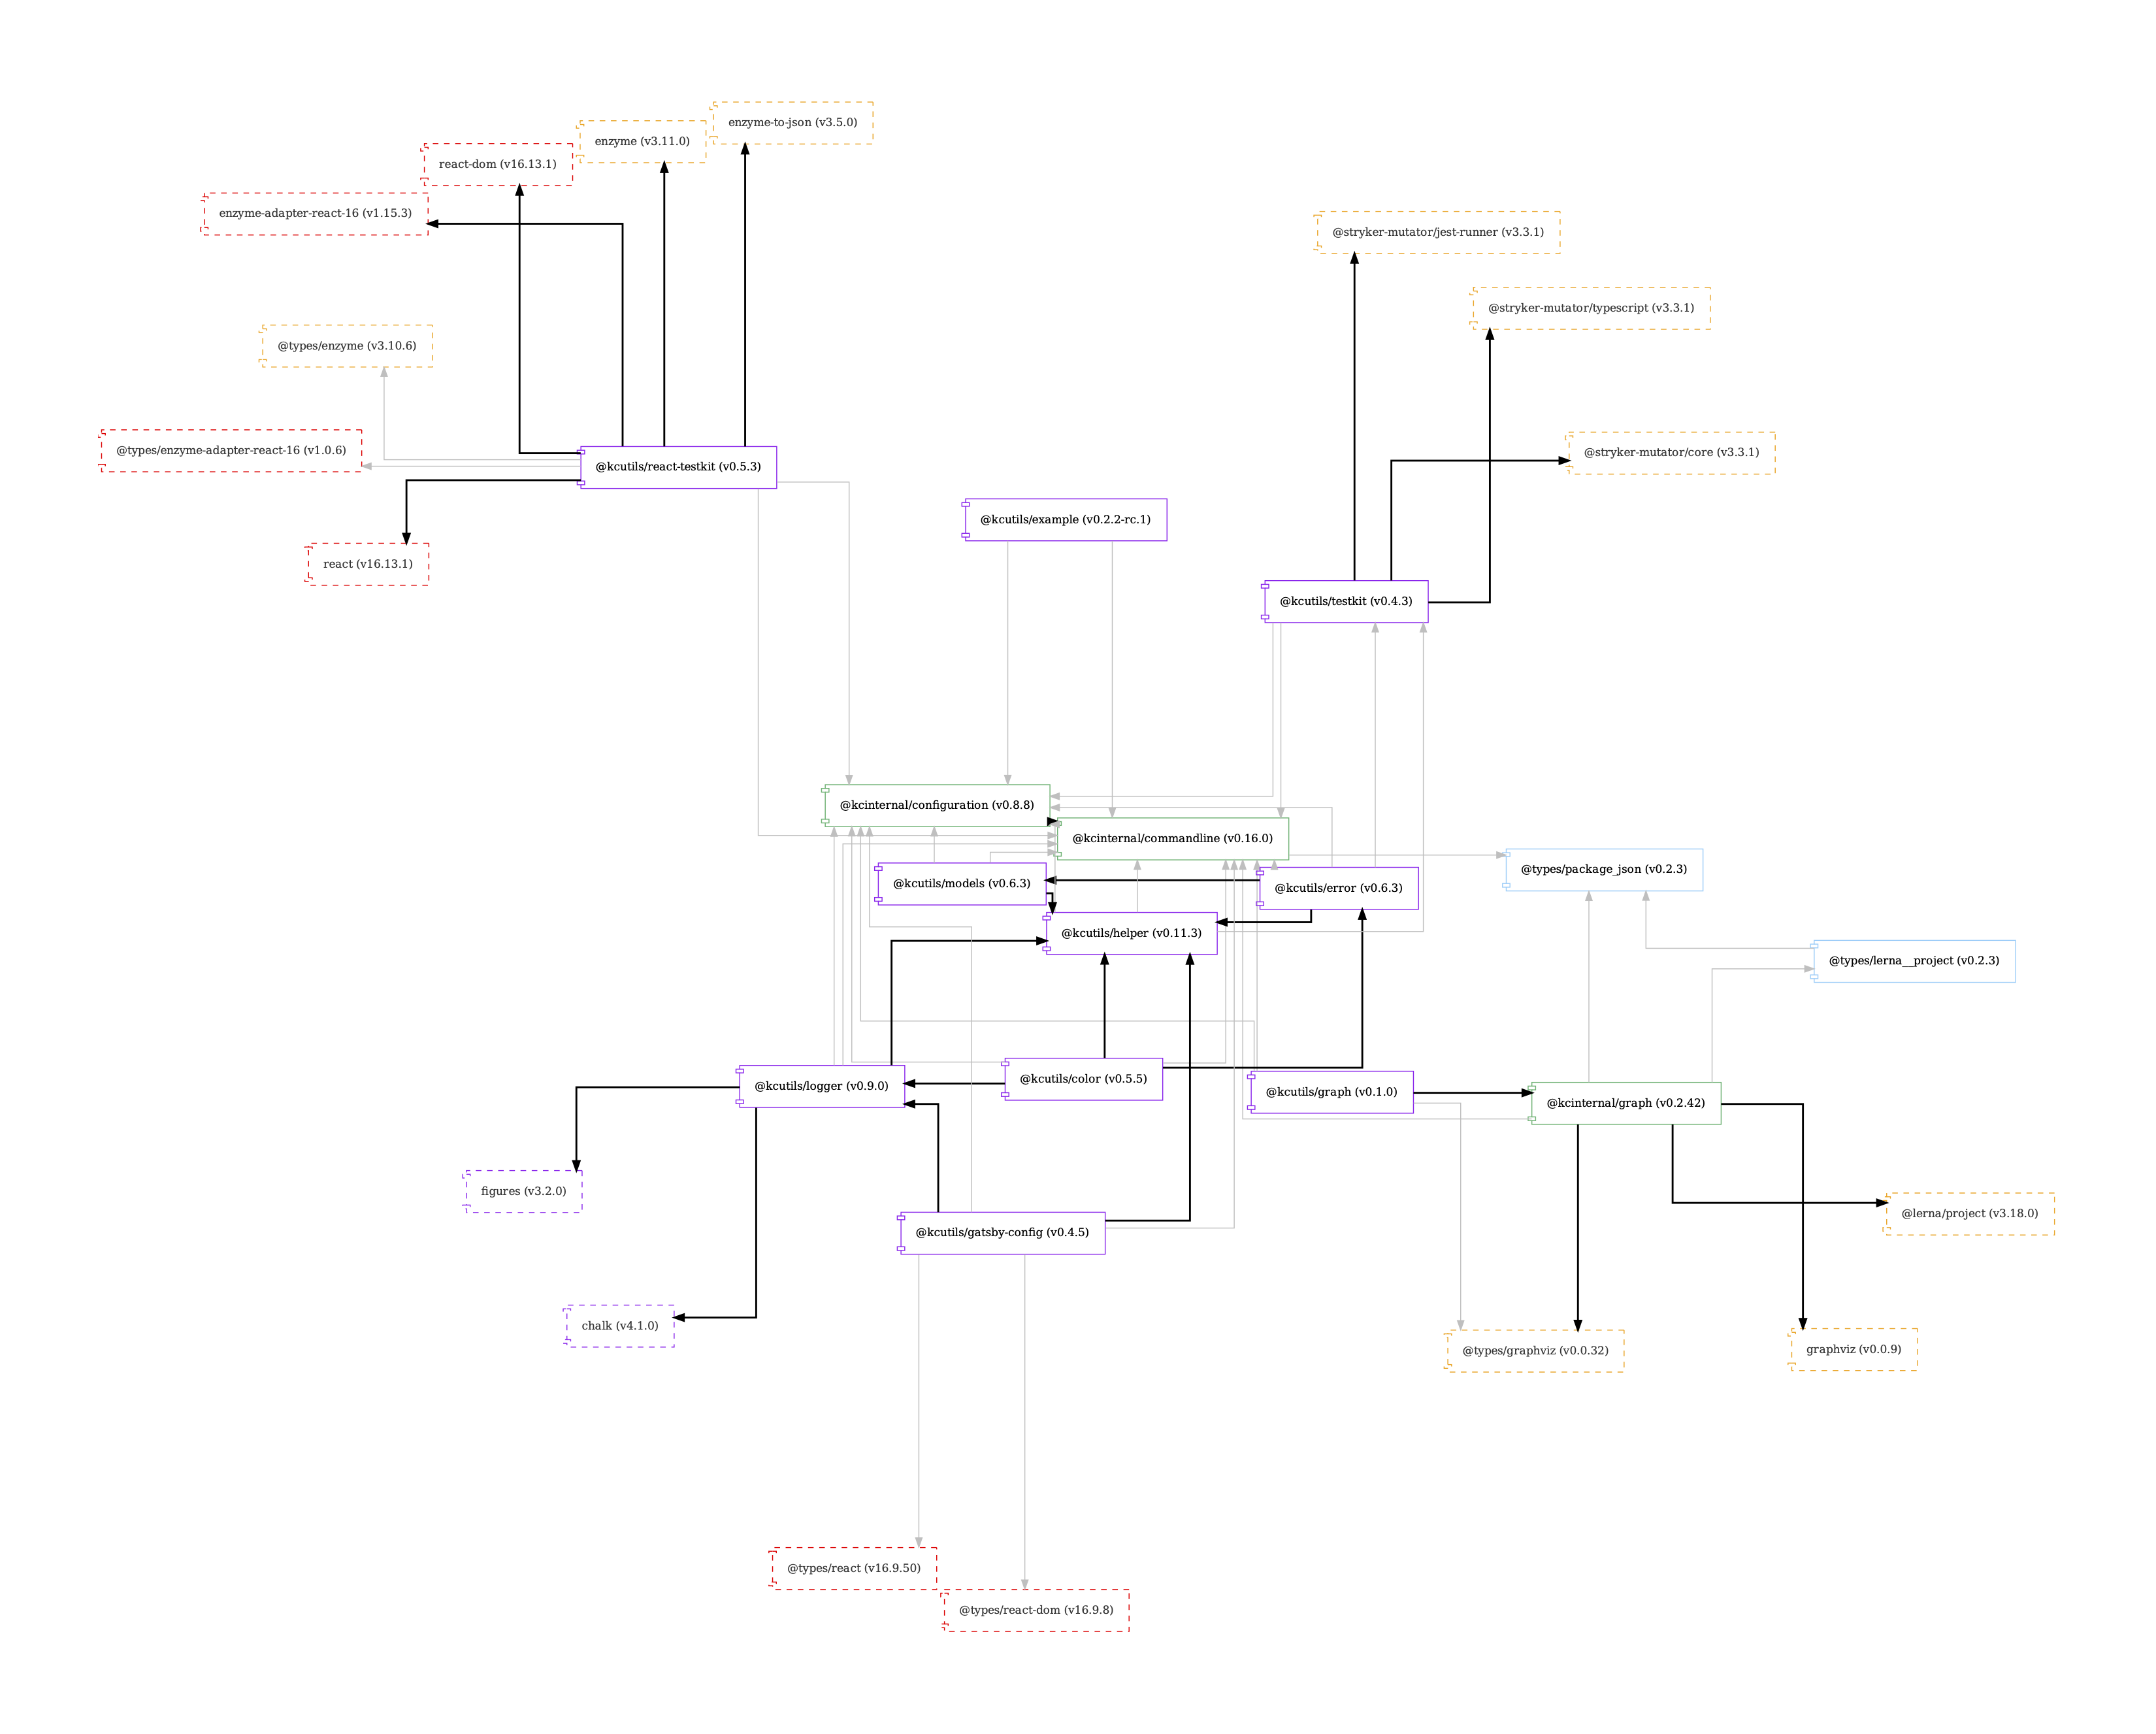 enzyme-to-json (v3.5.0)
enzyme (v3.11.0)
react-dom (v16.13.1)
enzyme-adapter-react-16 (v1.15.3)
@stryker-mutator/jest-runner (v3.3.1)
@stryker-mutator/typescript (v3.3.1)
@types/enzyme (v3.10.6)
@types/enzyme-adapter-react-16 (v1.0.6)
@stryker-mutator/core (v3.3.1)
@kcutils/react-testkit (v0.5.3)
@kcutils/example (v0.2.2-rc.1)
react (v16.13.1)
@kcutils/testkit (v0.4.3)
@kcinternal/configuration (v0.8.8)
@kcinternal/commandline (v0.16.0)
@types/package_json (v0.2.3)
@kcutils/models (v0.6.3)
@kcutils/error (v0.6.3)
@kcutils/helper (v0.11.3)
@types/lerna__project (v0.2.3)
@kcutils/logger (v0.9.0)
@kcutils/color (v0.5.5)
@kcutils/graph (v0.1.0)
@kcinternal/graph (v0.2.42)
figures (v3.2.0)
@lerna/project (v3.18.0)
@kcutils/gatsby-config (v0.4.5)
chalk (v4.1.0)
@types/graphviz (v0.0.32)
graphviz (v0.0.9)
@types/react (v16.9.50)
@types/react-dom (v16.9.8)